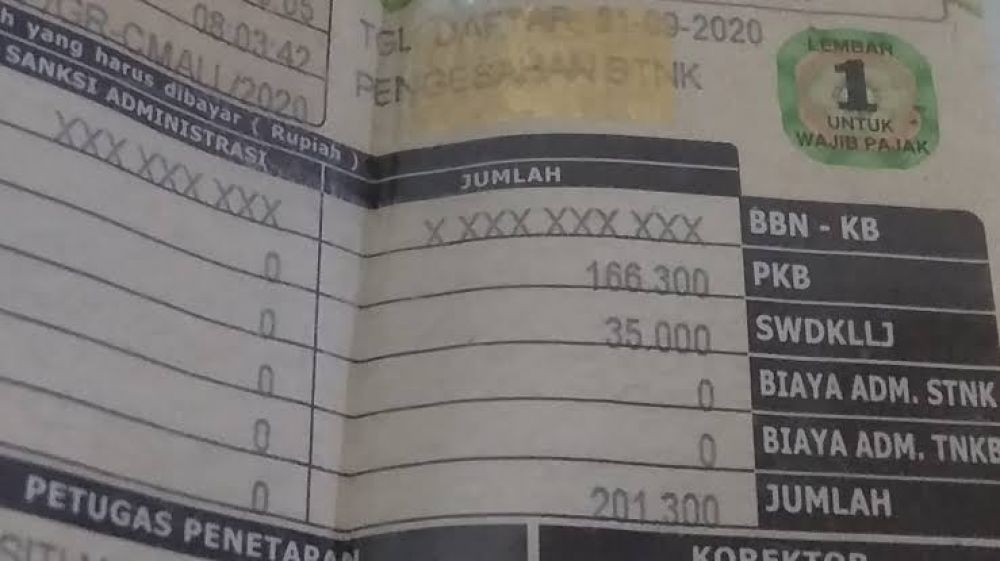 08:03:42
GR-CMALL/2020
TGL DAFTAR 01-09-2020
PENGESAHAN STNK
LEMBAR
1
UNTUK
WAJIB PAJAK
h yang harus dibayar ( Rupiah )
SANKSI ADMINISTRASI
JUMLAH
XXX XXX XXX X XXX XXX XXX BBN - KB
0 166.300 PKB
0 35.000 SWDKLLJ
0 0 BIAYA ADM. STNK
0 0 BIAYA ADM. TNKB
0 201.300 JUMLAH
PETUGAS PENETAPAN
KOREKTOR